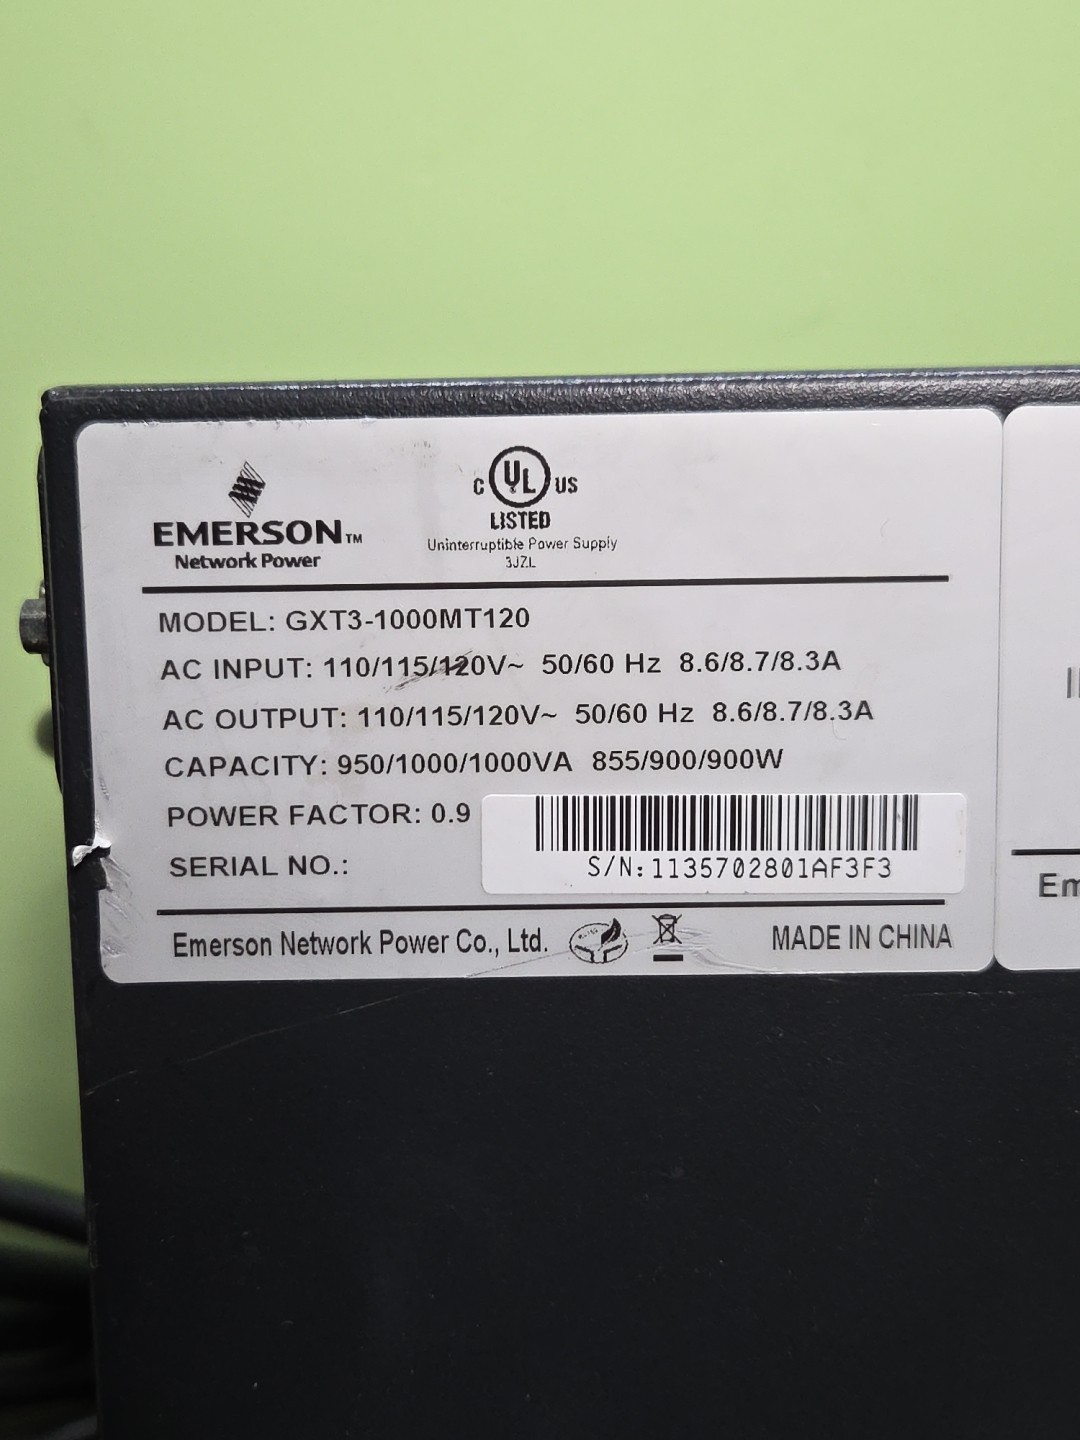 EMERSON™
Network Power
C UL US
LISTED
Uninterruptible Power Supply
3JZL
MODEL: GXT3-1000MT120
AC INPUT: 110/115/120V~ 50/60 Hz 8.6/8.7/8.3A
AC OUTPUT: 110/115/120V~ 50/60 Hz 8.6/8.7/8.3A
CAPACITY: 950/1000/1000VA 855/900/900W
POWER FACTOR: 0.9
SERIAL NO.:
S/N:1135702801AF3F3
Emerson Network Power Co., Ltd.
MADE IN CHINA
Em